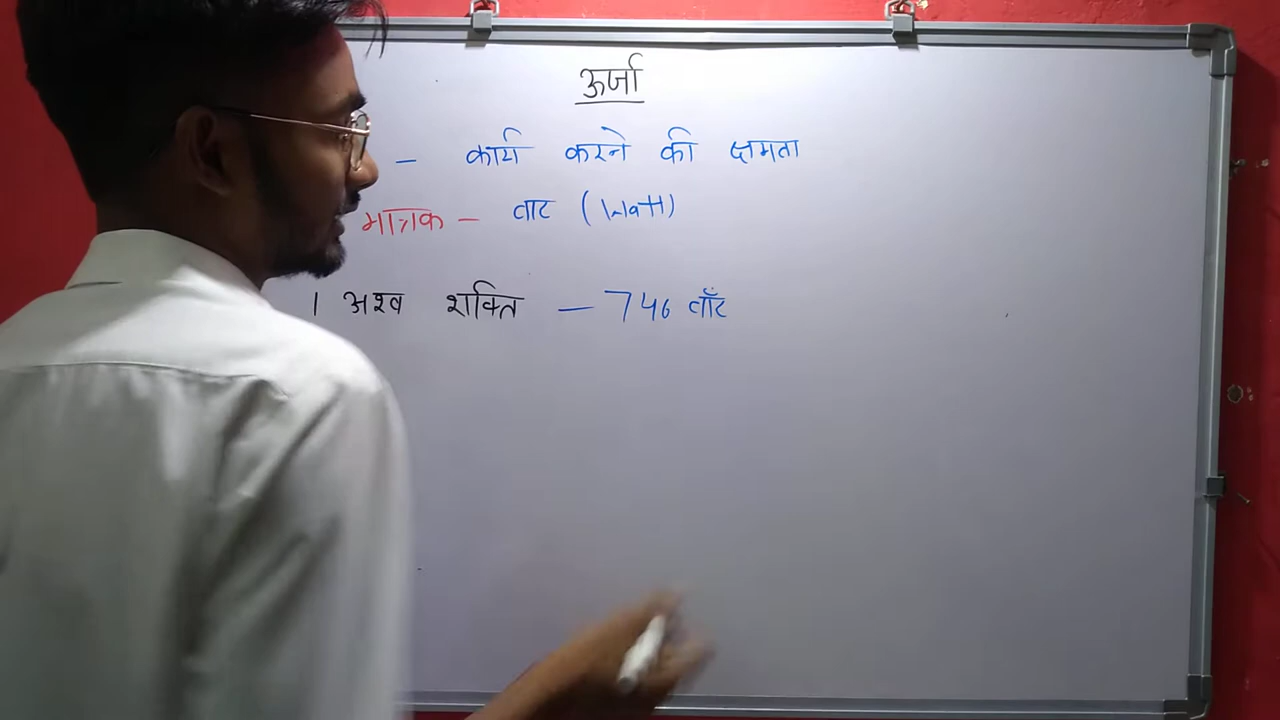 ऊर्जा
– कार्य करने की क्षमता
मात्रक – वाट (Watt)
1 अश्व शक्ति – 746 वॉट